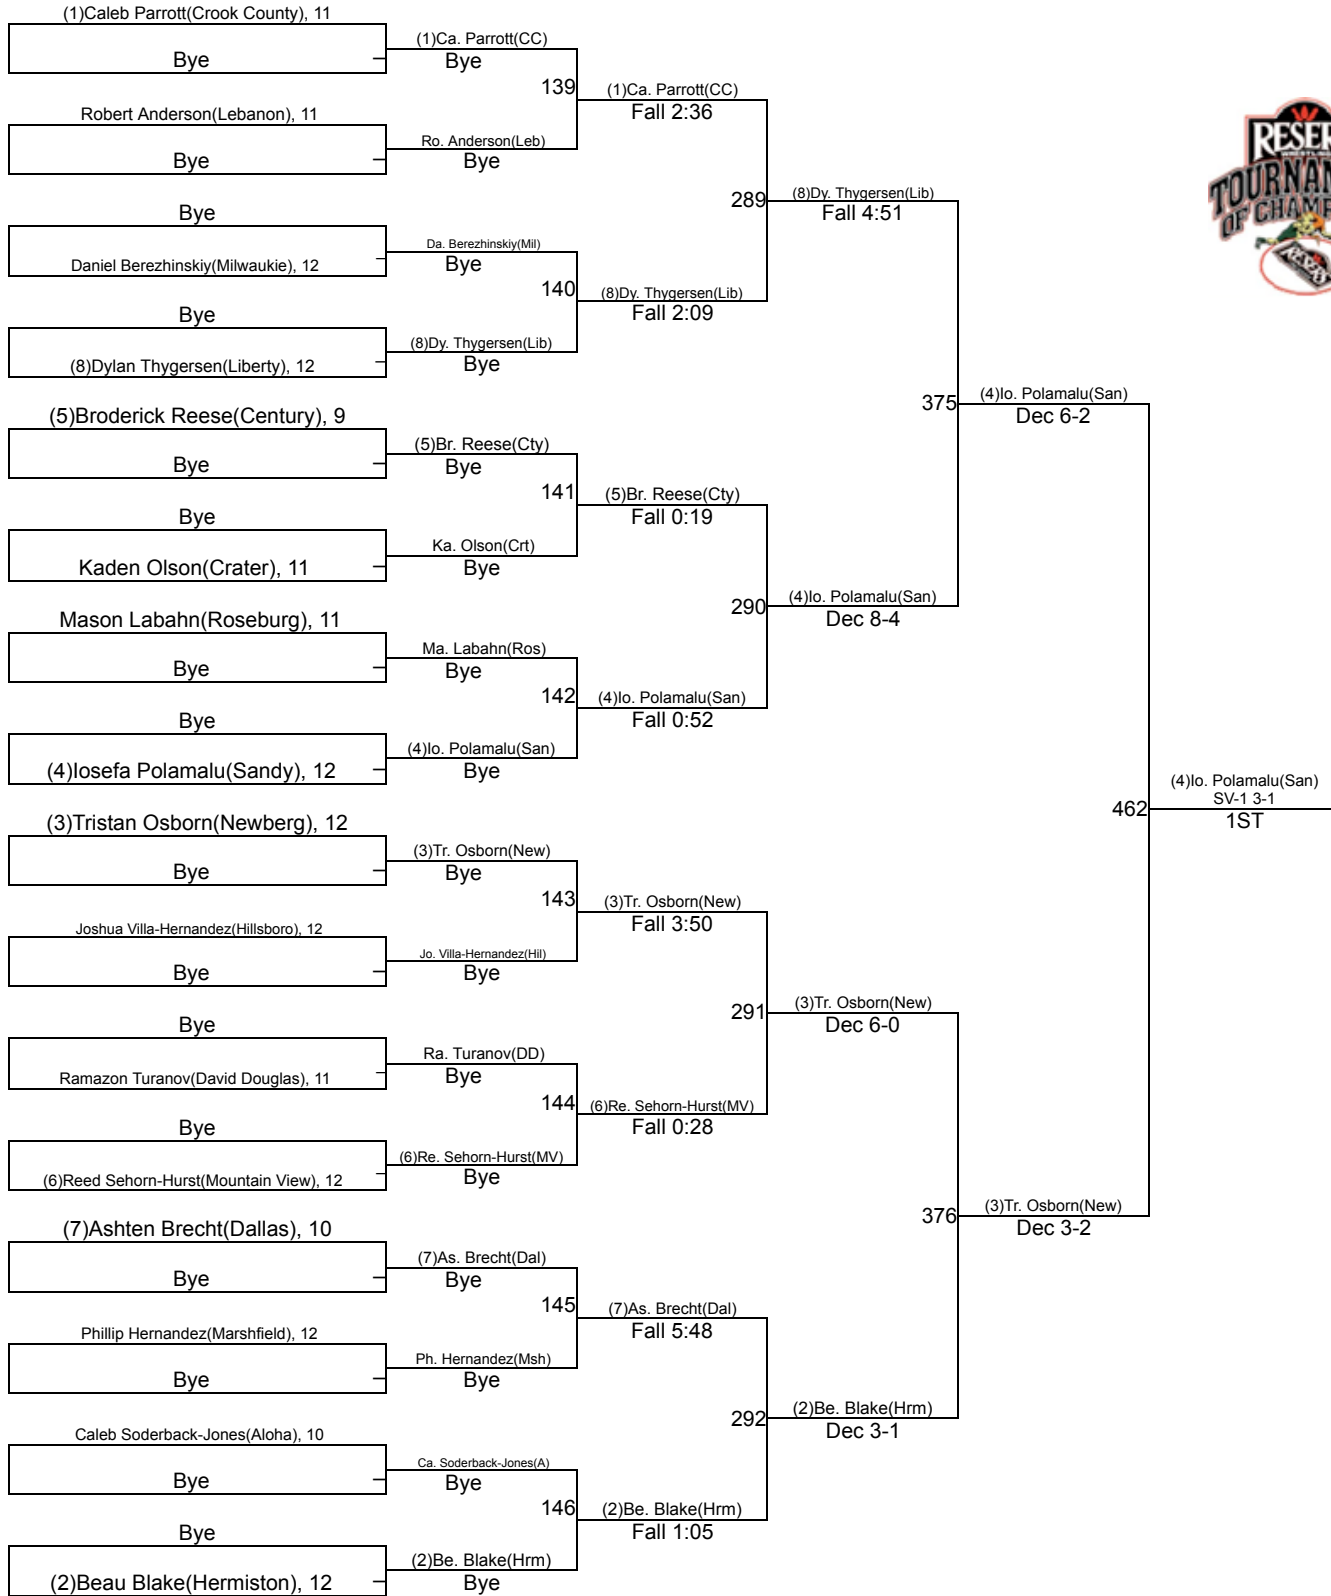 (1)Caleb Parrott(Crook County), 11
Bye
Robert Anderson(Lebanon), 11
Bye
Bye
Daniel Berezhinskiy(Milwaukie), 12
Bye
(8)Dylan Thygersen(Liberty), 12
(5)Broderick Reese(Century), 9
Bye
Bye
Kaden Olson(Crater), 11
Mason Labahn(Roseburg), 11
Bye
Bye
(4)Iosefa Polamalu(Sandy), 12
(3)Tristan Osborn(Newberg), 12
Bye
Joshua Villa-Hernandez(Hillsboro), 12
Bye
Bye
Ramazon Turanov(David Douglas), 11
Bye
(6)Reed Sehorn-Hurst(Mountain View), 12
(7)Ashten Brecht(Dallas), 10
Bye
Phillip Hernandez(Marshfield), 12
Bye
Caleb Soderback-Jones(Aloha), 10
Bye
Bye
(2)Beau Blake(Hermiston), 12
(1)Ca. Parrott(CC)
Bye
139
Ro. Anderson(Leb)
Bye
Da. Berezhinskiy(Mil)
Bye
140
(8)Dy. Thygersen(Lib)
Bye
(5)Br. Reese(Cty)
Bye
141
Ka. Olson(Crt)
Bye
Ma. Labahn(Ros)
Bye
142
(4)Io. Polamalu(San)
Bye
(3)Tr. Osborn(New)
Bye
143
Jo. Villa-Hernandez(Hil)
Bye
Ra. Turanov(DD)
Bye
144
(6)Re. Sehorn-Hurst(MV)
Bye
(7)As. Brecht(Dal)
Bye
145
Ph. Hernandez(Msh)
Bye
Ca. Soderback-Jones(A)
Bye
146
(2)Be. Blake(Hrm)
Bye
(1)Ca. Parrott(CC)
Fall 2:36
289
(8)Dy. Thygersen(Lib)
Fall 2:09
(5)Br. Reese(Cty)
Fall 0:19
290
(4)Io. Polamalu(San)
Fall 0:52
(3)Tr. Osborn(New)
Fall 3:50
291
(6)Re. Sehorn-Hurst(MV)
Fall 0:28
(7)As. Brecht(Dal)
Fall 5:48
292
(2)Be. Blake(Hrm)
Fall 1:05
(8)Dy. Thygersen(Lib)
Fall 4:51
375
(4)Io. Polamalu(San)
Dec 8-4
(3)Tr. Osborn(New)
Dec 6-0
376
(2)Be. Blake(Hrm)
Dec 3-1
(4)Io. Polamalu(San)
Dec 6-2
462
(3)Tr. Osborn(New)
Dec 3-2
(4)Io. Polamalu(San)
SV-1 3-1
1ST